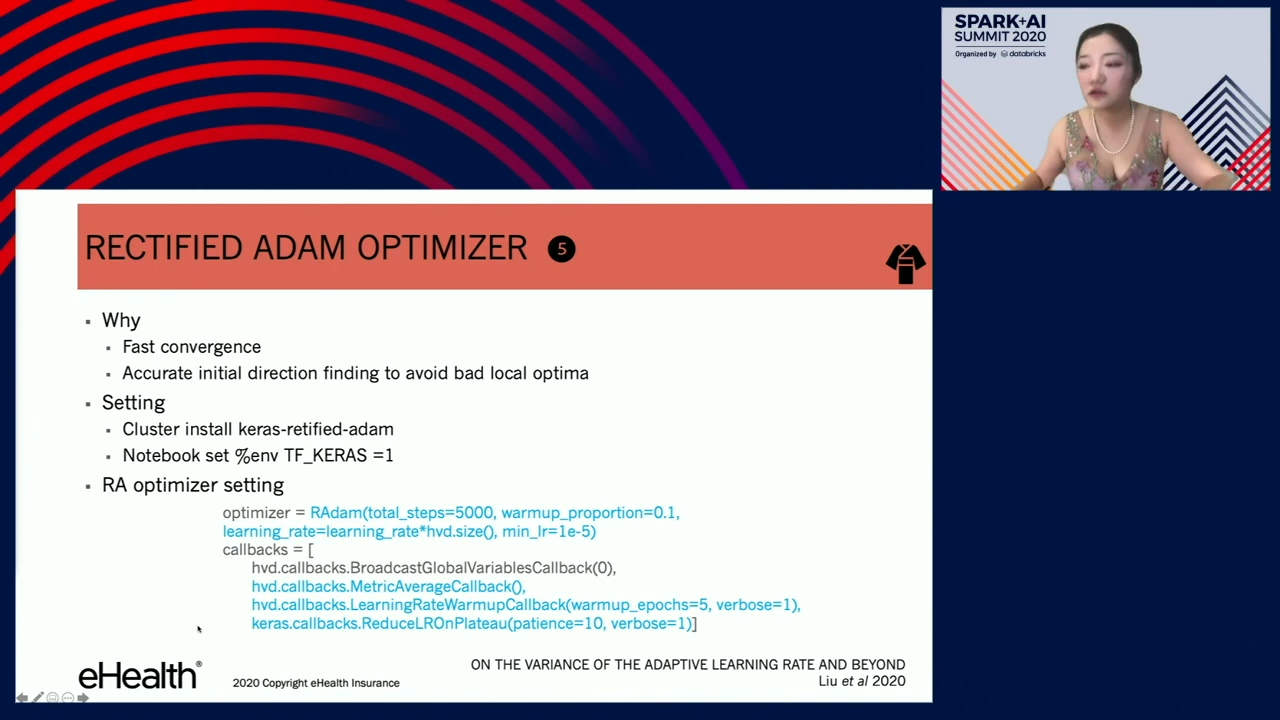 SPARK+AI
SUMMIT 2020
Organized by databricks
RECTIFIED ADAM OPTIMIZER 5
Why
Fast convergence
Accurate initial direction finding to avoid bad local optima
Setting
Cluster install keras-retified-adam
Notebook set %env TF_KERAS =1
RA optimizer setting
optimizer = RAdam(total_steps=5000, warmup_proportion=0.1,
learning_rate=learning_rate*hvd.size(), min_lr=1e-5)
callbacks = [
hvd.callbacks.BroadcastGlobalVariablesCallback(0),
hvd.callbacks.MetricAverageCallback(),
hvd.callbacks.LearningRateWarmupCallback(warmup_epochs=5, verbose=1),
keras.callbacks.ReduceLROnPlateau(patience=10, verbose=1)]
eHealth®
2020 Copyright eHealth Insurance
ON THE VARIANCE OF THE ADAPTIVE LEARNING RATE AND BEYOND
Liu et al 2020